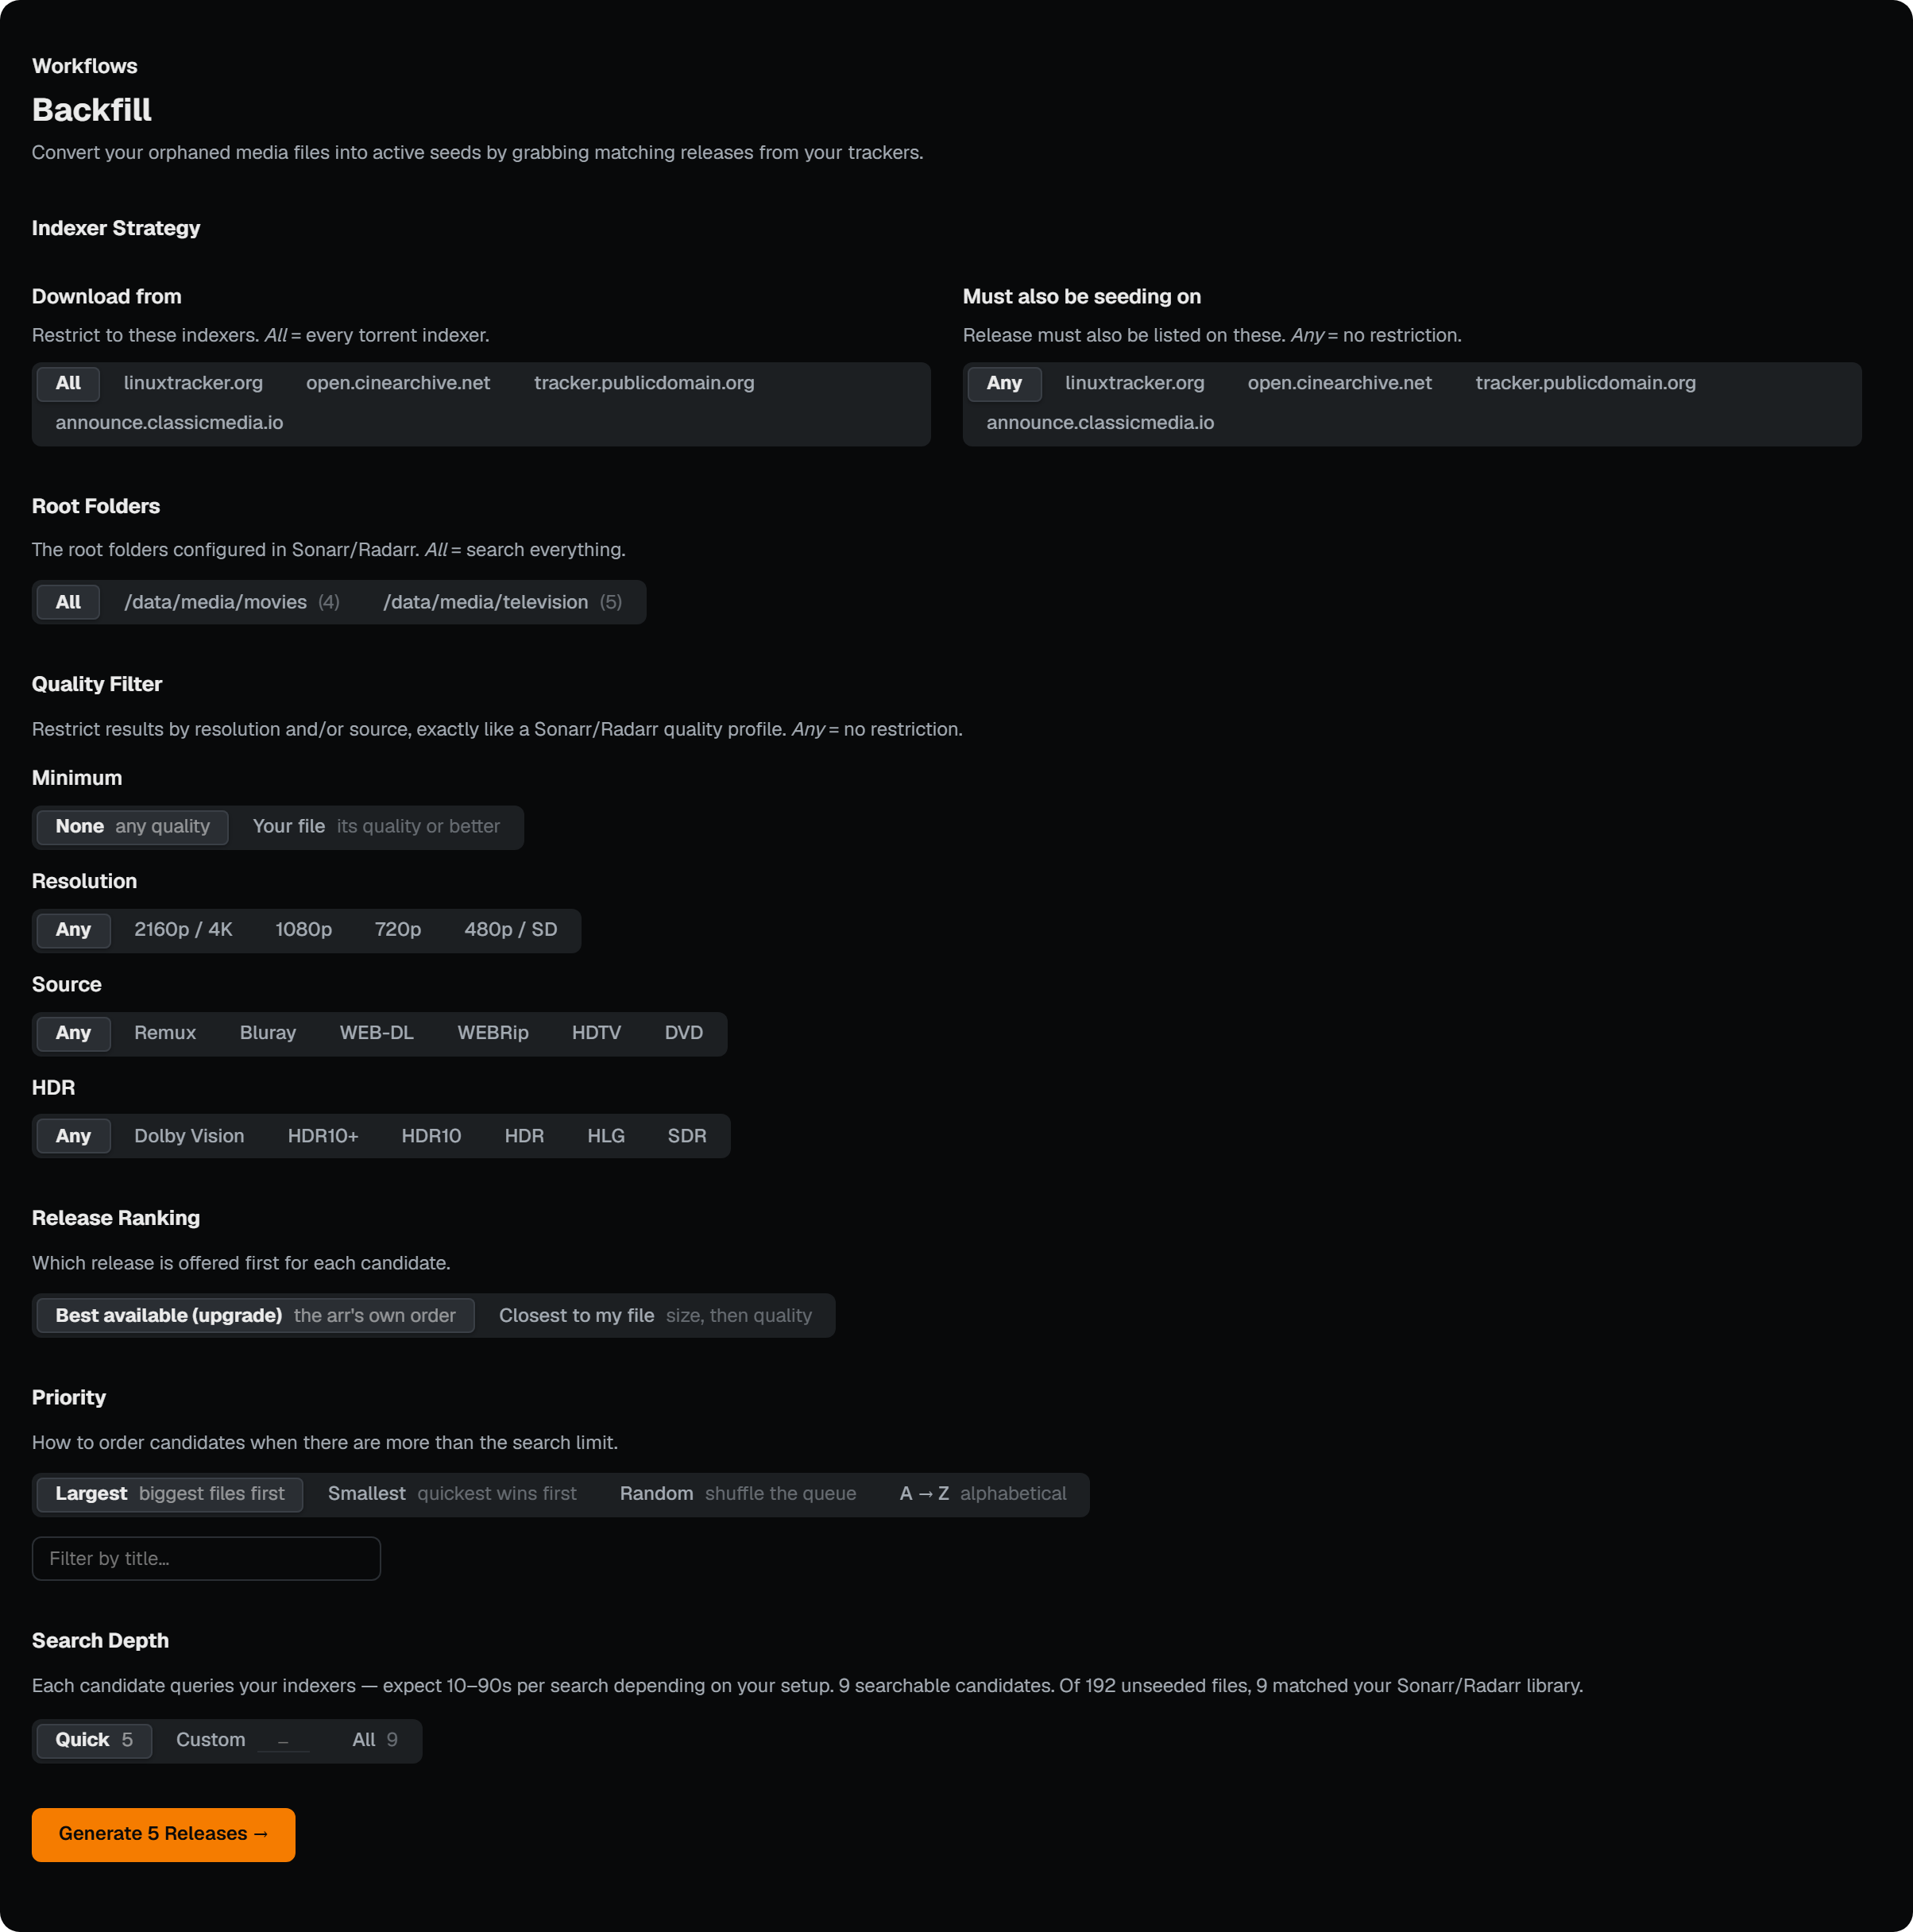 Workflows
Backfill
Convert your orphaned media files into active seeds by grabbing matching releases from your trackers.
Indexer Strategy
Download from
Restrict to these indexers. All = every torrent indexer.
All linuxtracker.org open.cinearchive.net tracker.publicdomain.org
announce.classicmedia.io
Must also be seeding on
Release must also be listed on these. Any = no restriction.
Any linuxtracker.org open.cinearchive.net tracker.publicdomain.org
announce.classicmedia.io
Root Folders
The root folders configured in Sonarr/Radarr. All = search everything.
All /data/media/movies (4) /data/media/television (5)
Quality Filter
Restrict results by resolution and/or source, exactly like a Sonarr/Radarr quality profile. Any = no restriction.
Minimum
None any quality Your file its quality or better
Resolution
Any 2160p / 4K 1080p 720p 480p / SD
Source
Any Remux Bluray WEB-DL WEBRip HDTV DVD
HDR
Any Dolby Vision HDR10+ HDR10 HDR HLG SDR
Release Ranking
Which release is offered first for each candidate.
Best available (upgrade) the arr's own order Closest to my file size, then quality
Priority
How to order candidates when there are more than the search limit.
Largest biggest files first Smallest quickest wins first Random shuffle the queue A → Z alphabetical
Filter by title...
Search Depth
Each candidate queries your indexers — expect 10–90s per search depending on your setup. 9 searchable candidates. Of 192 unseeded files, 9 matched your Sonarr/Radarr library.
Quick 5 Custom – All 9
Generate 5 Releases →